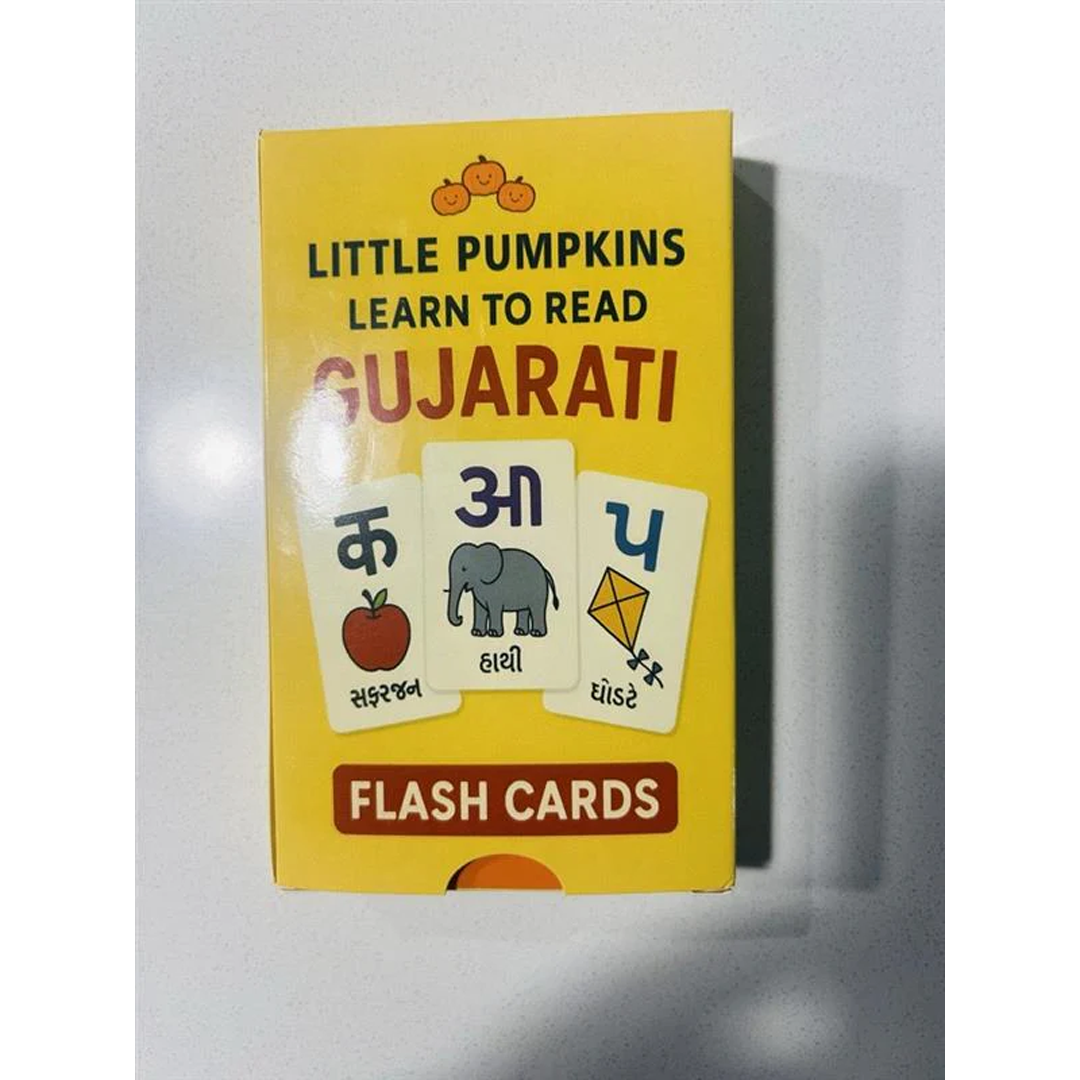 LITTLE PUMPKINS
LEARN TO READ
GUJARATI
क
આ
પ
સફરજન
હાથી
ઘોડટે
FLASH CARDS